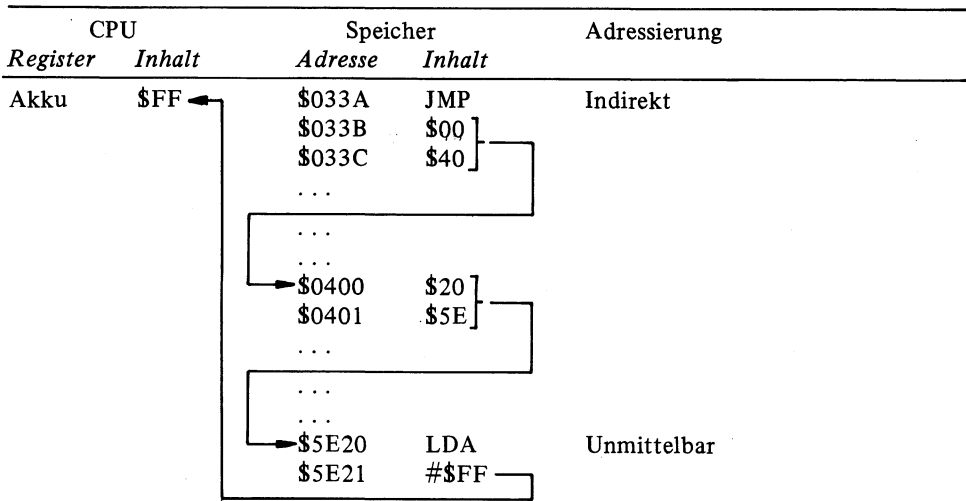 CPU Speicher Adressierung
Register Inhalt Adresse Inhalt
Akku $FF $033A JMP Indirekt
$033B $00
$033C $40
. . .
. . .
. . .
$0400 $20
$0401 $5E
. . .
. . .
. . .
$5E20 LDA Unmittelbar
$5E21 #$FF